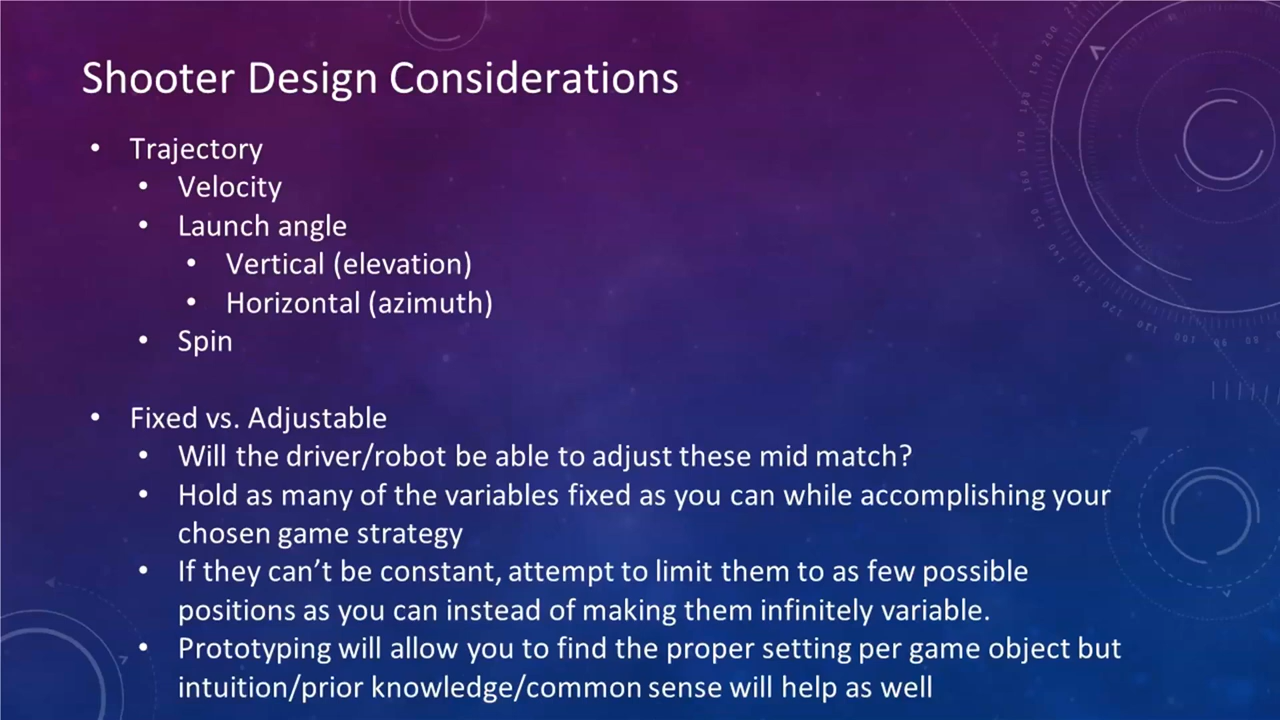 Shooter Design Considerations
• Trajectory
• Velocity
• Launch angle
• Vertical (elevation)
• Horizontal (azimuth)
• Spin
• Fixed vs. Adjustable
• Will the driver/robot be able to adjust these mid match?
• Hold as many of the variables fixed as you can while accomplishing your
chosen game strategy
• If they can’t be constant, attempt to limit them to as few possible
positions as you can instead of making them infinitely variable.
• Prototyping will allow you to find the proper setting per game object but
intuition/prior knowledge/common sense will help as well